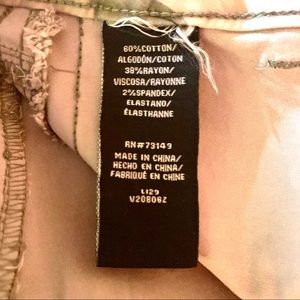 60%COTTON/
ALGODÓN/COTON
38%RAYON/
VISCOSA/RAYONNE
2%SPANDEX/
ELASTANO/
ÉLASTHANNE
RN#73149
MADE IN CHINA/
HECHO EN CHINA/
FABRIQUÉ EN CHINE
L129
V20806Z